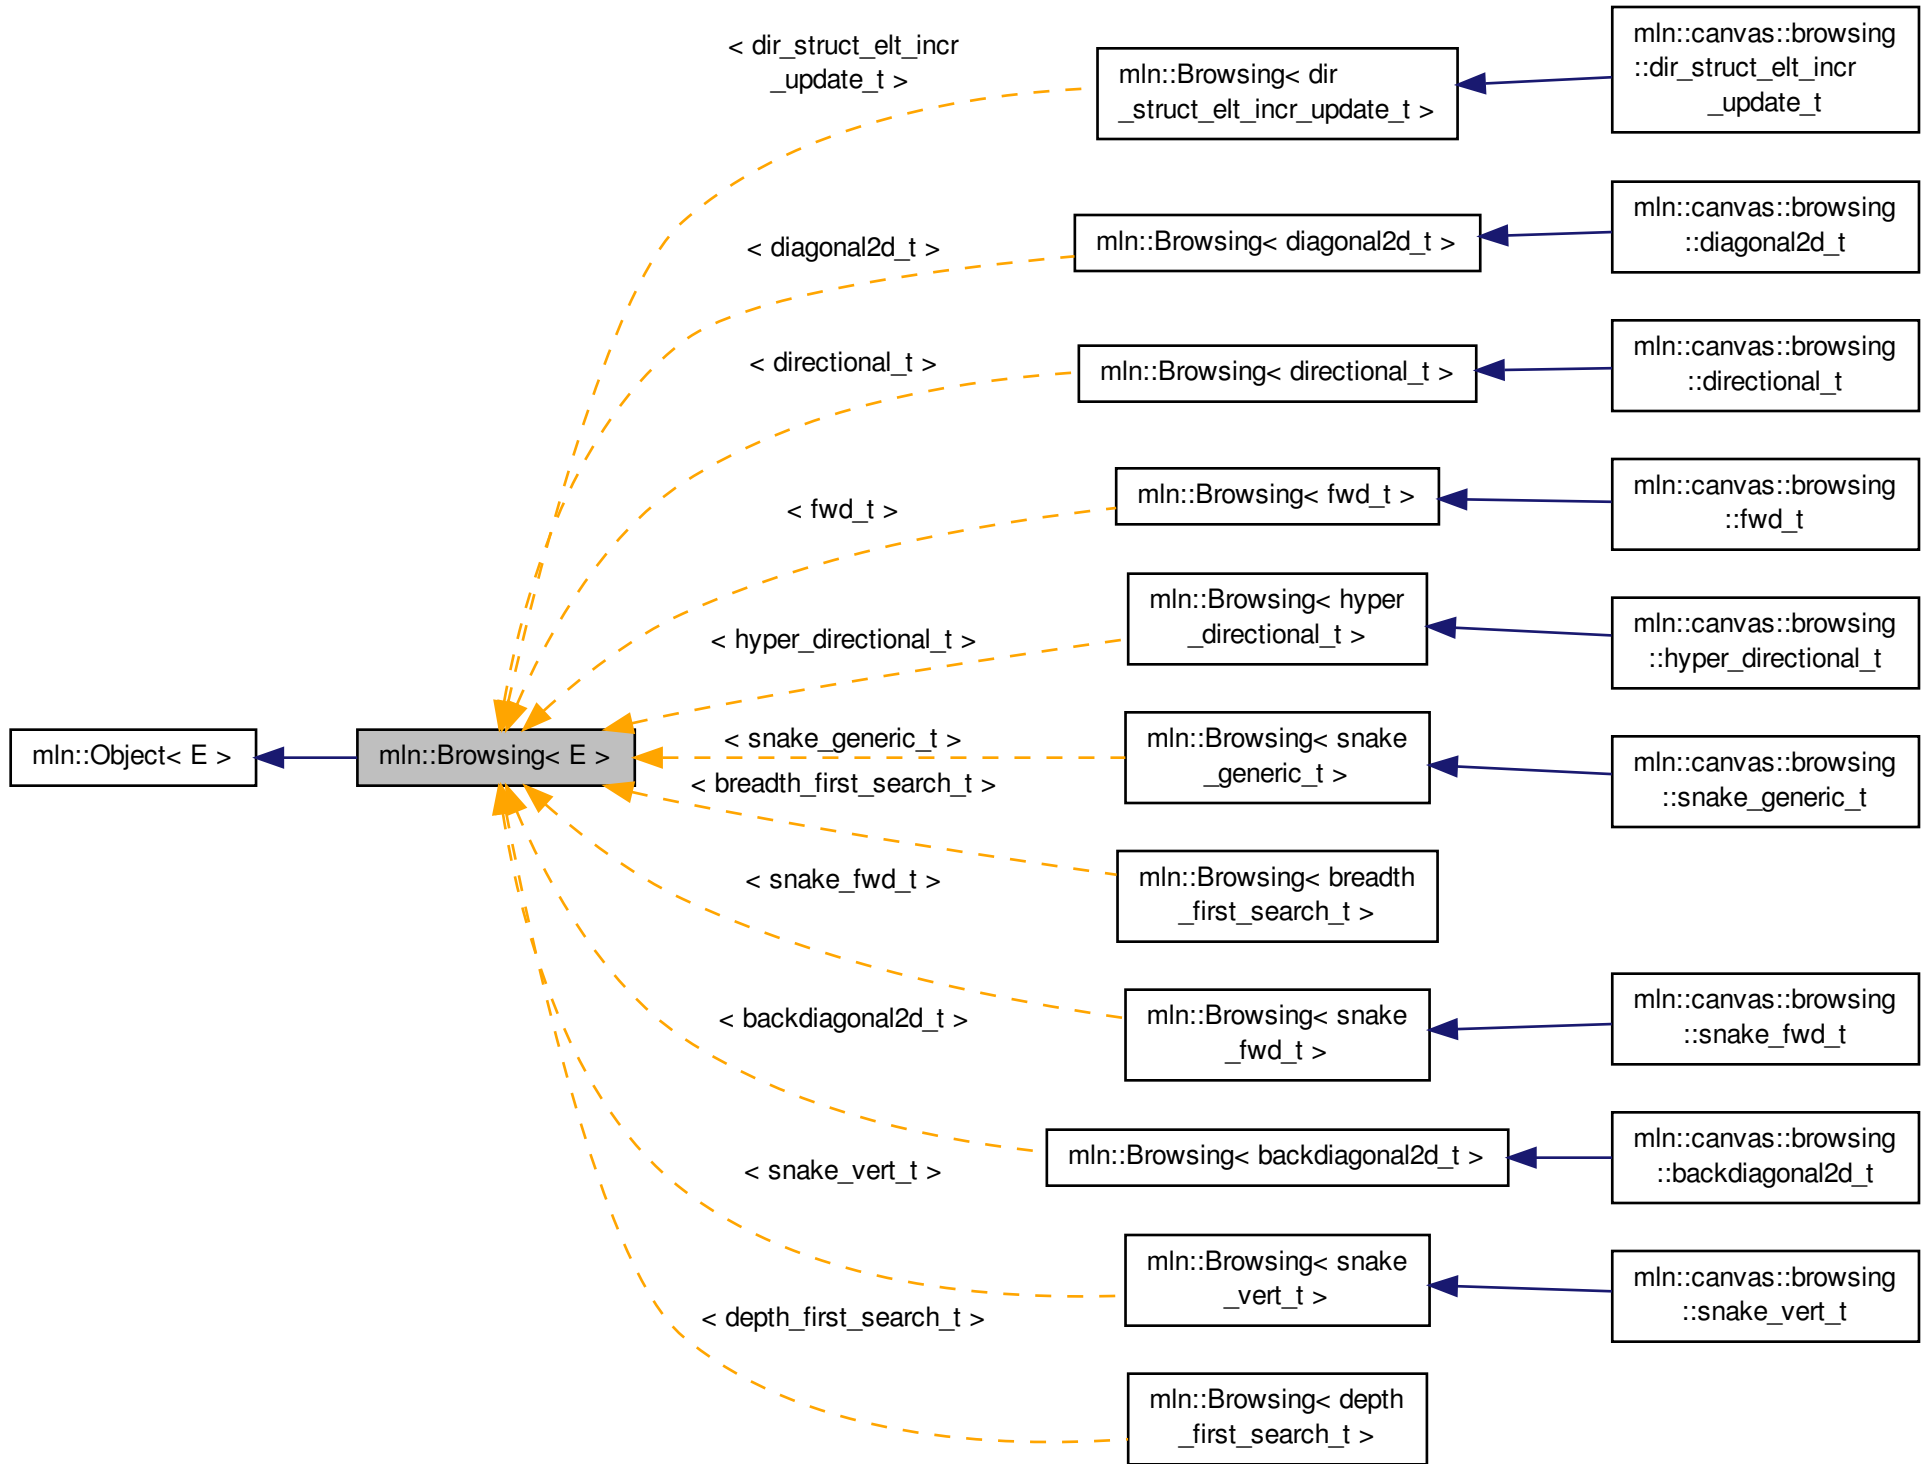 mln::Object< E >
mln::Browsing< E >
< dir_struct_elt_incr
_update_t >
< diagonal2d_t >
< directional_t >
< fwd_t >
< hyper_directional_t >
< snake_generic_t >
< breadth_first_search_t >
< snake_fwd_t >
< backdiagonal2d_t >
< snake_vert_t >
< depth_first_search_t >
mln::Browsing< dir
_struct_elt_incr_update_t >
mln::Browsing< diagonal2d_t >
mln::Browsing< directional_t >
mln::Browsing< fwd_t >
mln::Browsing< hyper
_directional_t >
mln::Browsing< snake
_generic_t >
mln::Browsing< breadth
_first_search_t >
mln::Browsing< snake
_fwd_t >
mln::Browsing< backdiagonal2d_t >
mln::Browsing< snake
_vert_t >
mln::Browsing< depth
_first_search_t >
mln::canvas::browsing
::dir_struct_elt_incr
_update_t
mln::canvas::browsing
::diagonal2d_t
mln::canvas::browsing
::directional_t
mln::canvas::browsing
::fwd_t
mln::canvas::browsing
::hyper_directional_t
mln::canvas::browsing
::snake_generic_t
mln::canvas::browsing
::snake_fwd_t
mln::canvas::browsing
::backdiagonal2d_t
mln::canvas::browsing
::snake_vert_t